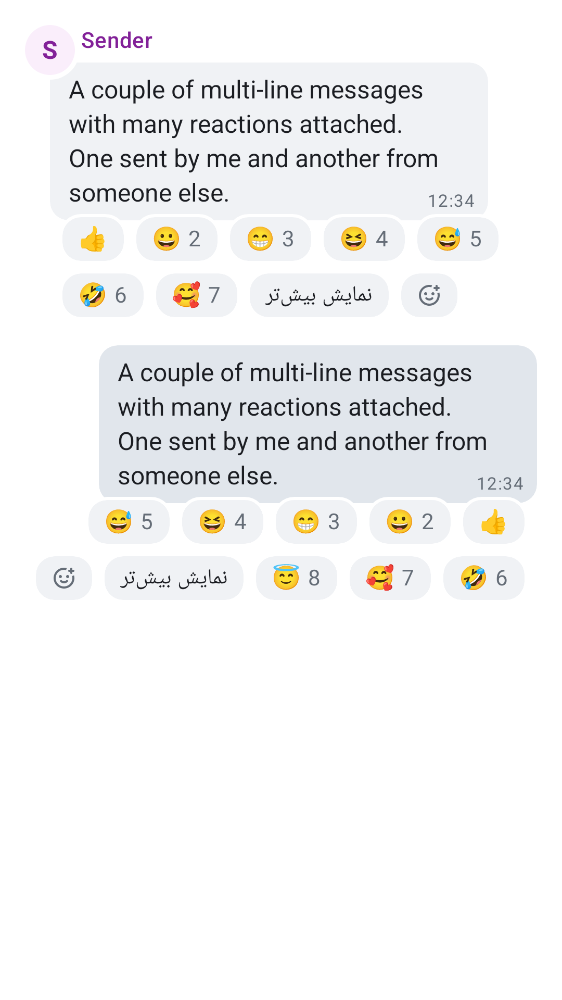 S
Sender
A couple of multi-line messages
with many reactions attached.
One sent by me and another from
someone else.
12:34
👍 😀 2 😁 3 😆 4 😅 5
🤣 6 🥰 7 نمایش بیش‌تر
A couple of multi-line messages
with many reactions attached.
One sent by me and another from
someone else.
12:34
😅 5 😆 4 😁 3 😀 2 👍
نمایش بیش‌تر 😇 8 🥰 7 🤣 6